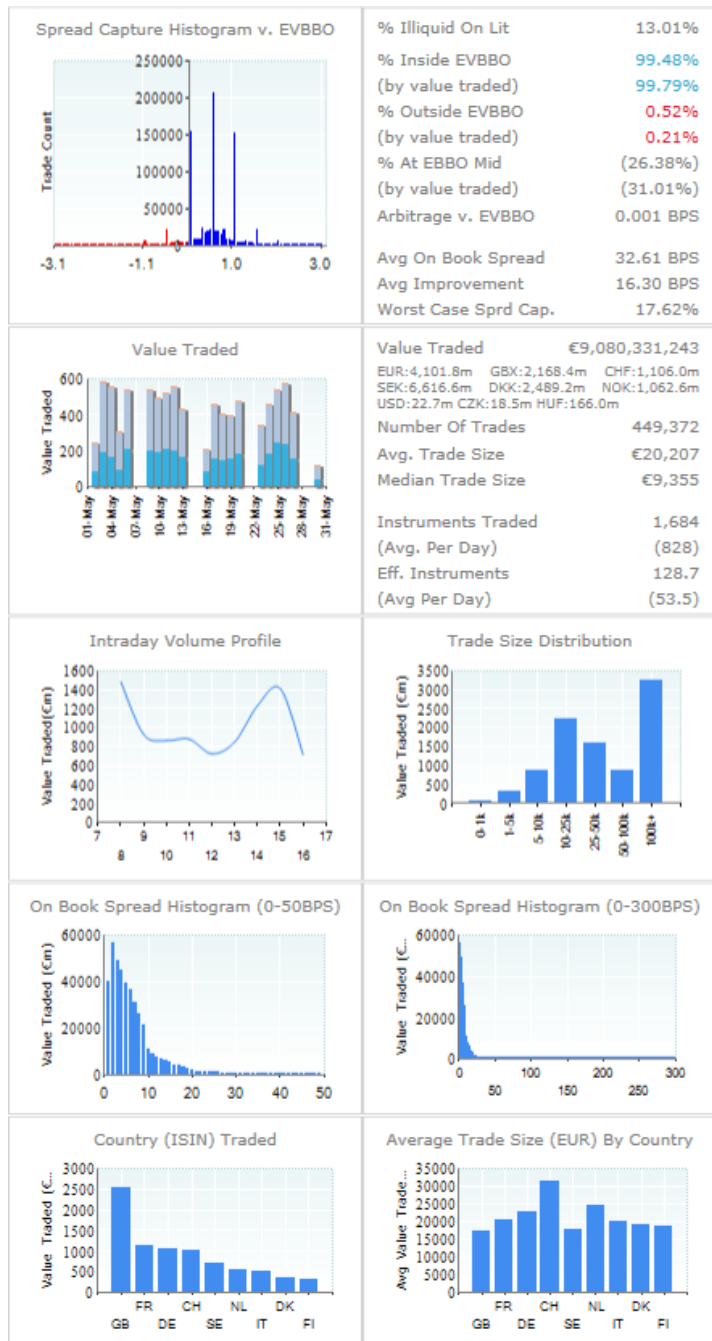 Spread Capture Histogram v. EVBBO
Trade Count
250000
200000
150000
100000
50000
0
-3.1
-1.1
1.0
3.0
% Illiquid On Lit 13.01%
% Inside EVBBO 99.48%
(by value traded) 99.79%
% Outside EVBBO 0.52%
(by value traded) 0.21%
% At EBBO Mid (26.38%)
(by value traded) (31.01%)
Arbitrage v. EVBBO 0.001 BPS
Avg On Book Spread 32.61 BPS
Avg Improvement 16.30 BPS
Worst Case Sprd Cap. 17.62%
Value Traded
Value Traded
600
400
200
0
01-May
04-May
07-May
10-May
13-May
16-May
19-May
22-May
25-May
28-May
31-May
Value Traded €9,080,331,243
EUR:4,101.8m GBX:2,168.4m CHF:1,106.0m
SEK:6,616.6m DKK:2,489.2m NOK:1,062.6m
USD:22.7m CZK:18.5m HUF:166.0m
Number Of Trades 449,372
Avg. Trade Size €20,207
Median Trade Size €9,355
Instruments Traded 1,684
(Avg. Per Day) (828)
Eff. Instruments 128.7
(Avg Per Day) (53.5)
Intraday Volume Profile
Value Traded(€m)
1600
1400
1200
1000
800
600
400
200
0
7 9 11 13 15 17
8 10 12 14 16
Trade Size Distribution
Value Traded (€m)
3500
3000
2500
2000
1500
1000
500
0
0-1k
1-5k
5-10k
10-25k
25-50k
50-100k
100k+
On Book Spread Histogram (0-50BPS)
Value Traded (€m)
60000
40000
20000
0
0 10 20 30 40 50
On Book Spread Histogram (0-300BPS)
Value Traded (€...
60000
40000
20000
0
0 100 200 300
50 150 250
Country (ISIN) Traded
Value Traded (€...
3000
2500
2000
1500
1000
500
0
FR CH NL DK
GB DE SE IT FI
Average Trade Size (EUR) By Country
Avg Value Trade...
35000
30000
25000
20000
15000
10000
5000
0
FR CH NL DK
GB DE SE IT FI